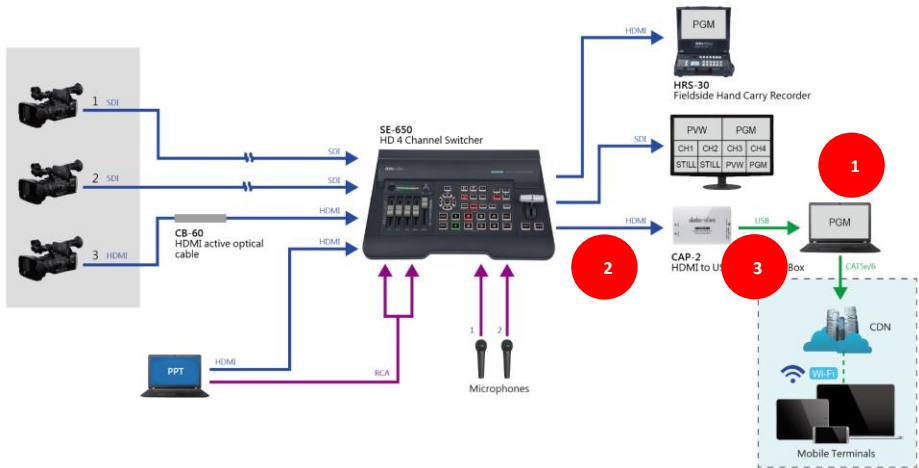 1 SDI
2 SDI
3 HDMI
CB-60
HDMI active optical
cable
PPT
HDMI
RCA
SDI
SDI
HDMI
HDMI
SE-650
HD 4 Channel Switcher
1
2
Microphones
HDMI
SDI
HDMI
PGM
HRS-30
Fieldside Hand Carry Recorder
PVW PGM
CH1 CH2 CH3 CH4
STILL STILL PVW PGM
1
2
3
CAP-2
HDMI to Box
USB
PGM
CAT5e/6
CDN
Wi-Fi
Mobile Terminals